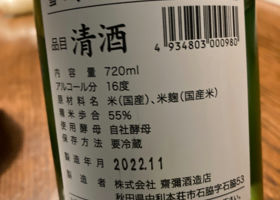 品目 清酒
4 934803 000980
内容量 720ml
アルコール分 16度
原材料名 米(国産)、米麹(国産米)
精米歩合 55%
使用酵母 自社酵母
保存方法 要冷蔵
製造年月 2022.11
製造者 株式会社 齋彌酒造店
秋田県由利本荘市石脇字石脇53